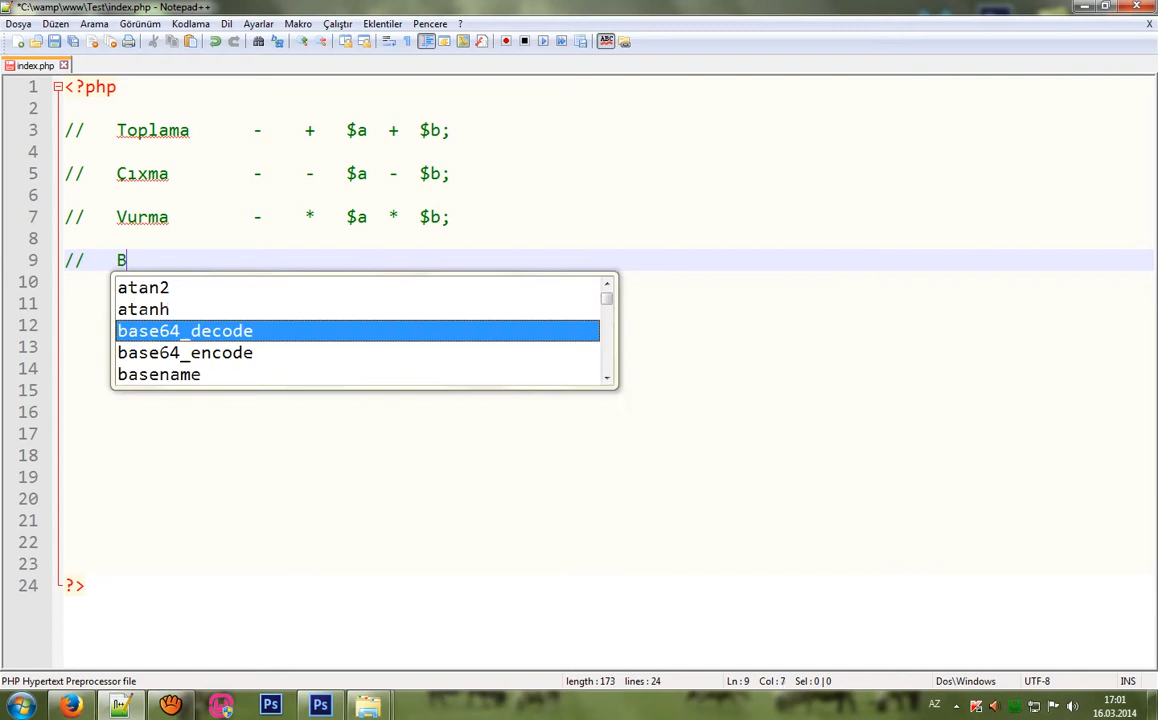 *C:\wamp\www\Test\index.php - Notepad++
Dosya Düzen Arama Görünüm Kodlama Dil Ayarlar Makro Çalıştır Eklentiler Pencere ? X
index.php
1 <?php
2
3 // Toplama - + $a + $b;
4
5 // Çıxma - - $a - $b;
6
7 // Vurma - * $a * $b;
8
9 // B
10 atan2
11 atanh
12 base64_decode
13 base64_encode
14 basename
15
16
17
18
19
20
21
22
23
24 ?>
PHP Hypertext Preprocessor file length : 173 lines : 24 Ln : 9 Col : 7 Sel : 0 | 0 Dos\Windows UTF-8 INS
AZ 17:01
16.03.2014